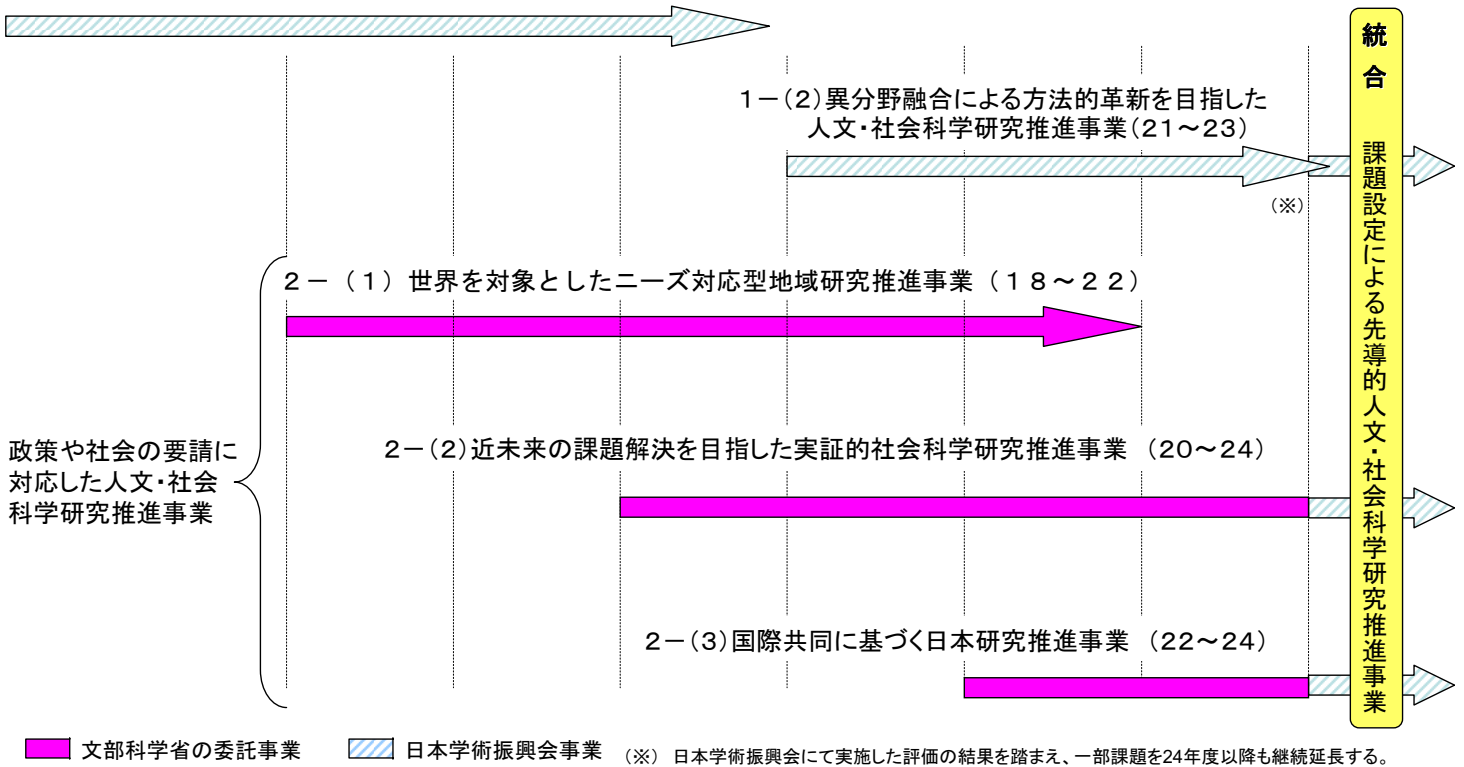 1－(2)異分野融合による方法的革新を目指した
人文・社会科学研究推進事業(21～23)
(※)
2－（1）世界を対象としたニーズ対応型地域研究推進事業（18～22）
2－(2)近未来の課題解決を目指した実証的社会科学研究推進事業（20～24）
政策や社会の要請に
対応した人文・社会
科学研究推進事業
2－(3)国際共同に基づく日本研究推進事業（22～24）
統合 課題設定による先導的人文・社会科学研究推進事業
文部科学省の委託事業 日本学術振興会事業 (※) 日本学術振興会にて実施した評価の結果を踏まえ、一部課題を24年度以降も継続延長する。